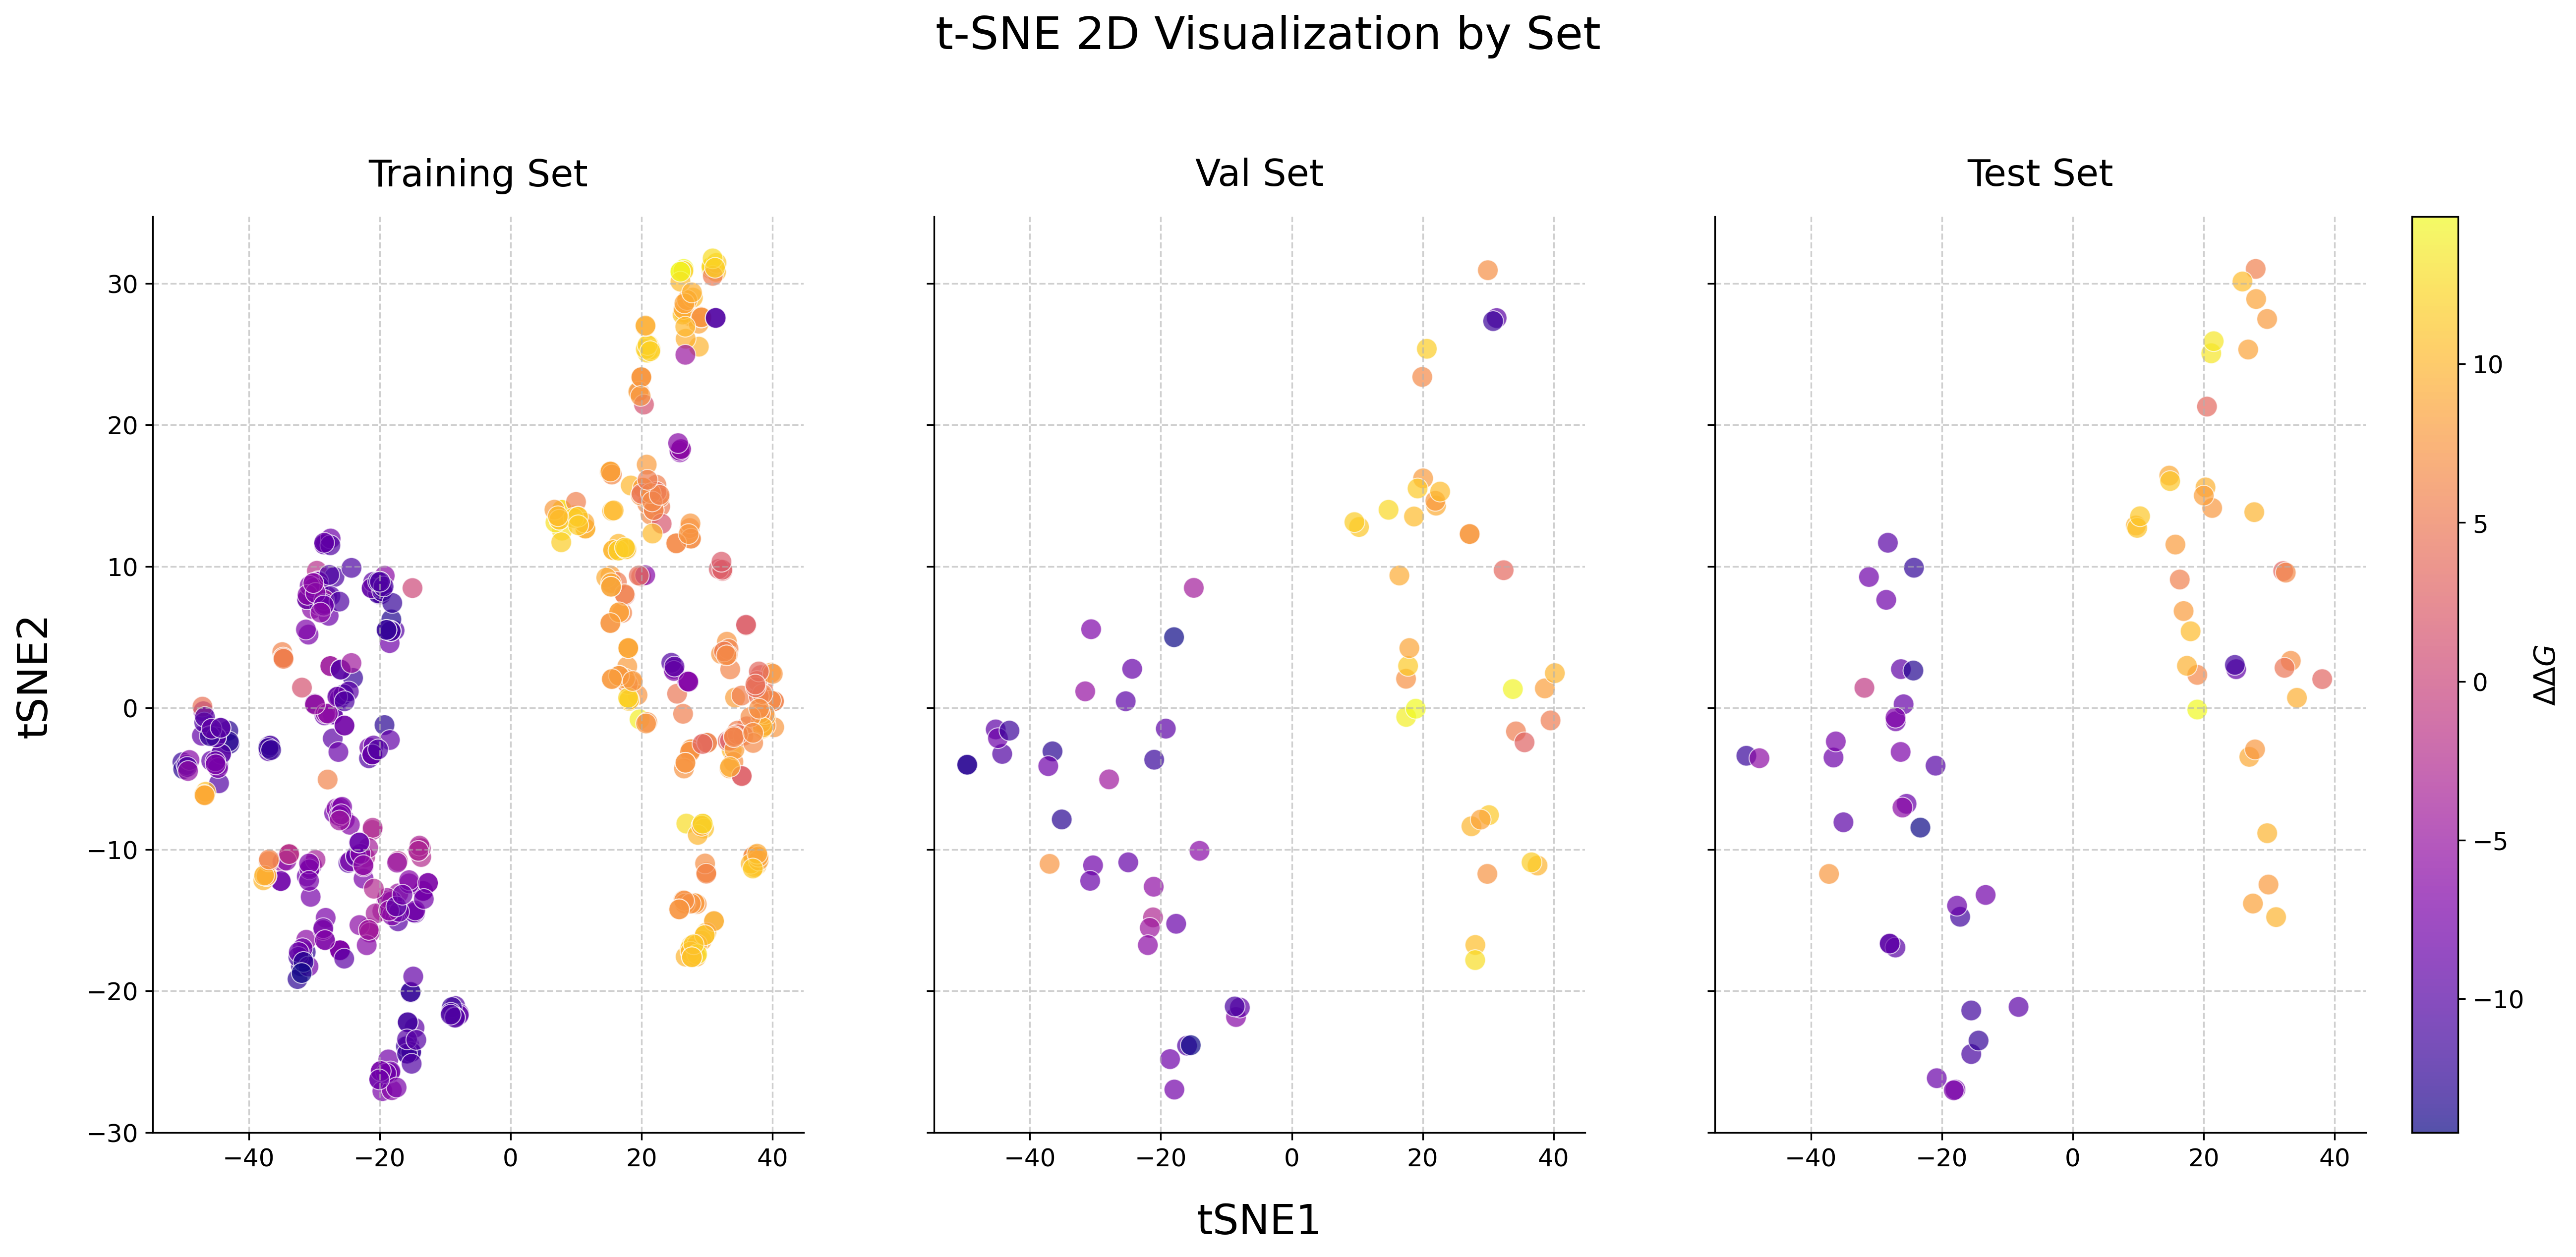 t-SNE 2D Visualization by Set
Training Set
Val Set
Test Set
tSNE2
30
20
10
0
−10
−20
−30
−40 −20 0 20 40
−40 −20 0 20 40
−40 −20 0 20 40
tSNE1
10
5
0
−5
−10
ΔΔG